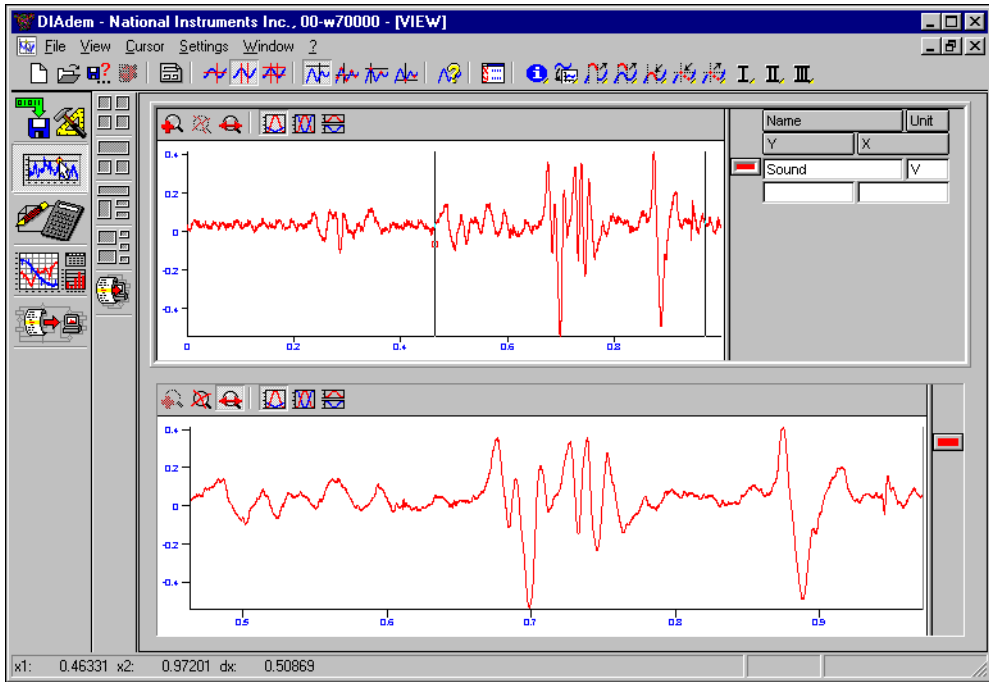 DIAdem - National Instruments Inc., 00-w70000 - [VIEW]
File View Cursor Settings Window ?
I II III
Name Unit
Y X
Sound V
0.4
0.2
0
-0.2
-0.4
0 0.2 0.4 0.6 0.8
0.4
0.2
0
-0.2
-0.4
0.5 0.6 0.7 0.8 0.9
x1: 0.46331 x2: 0.97201 dx: 0.50869